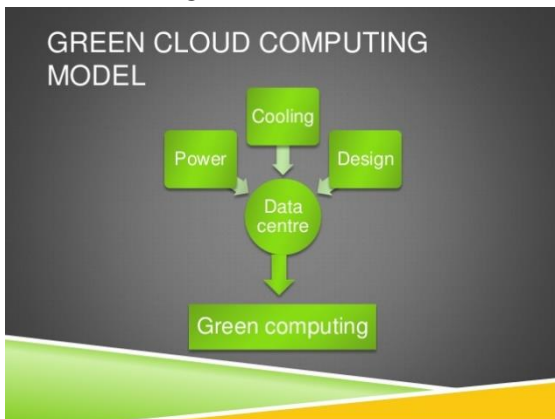 GREEN CLOUD COMPUTING
MODEL
Cooling
Power
Design
Data
centre
Green computing